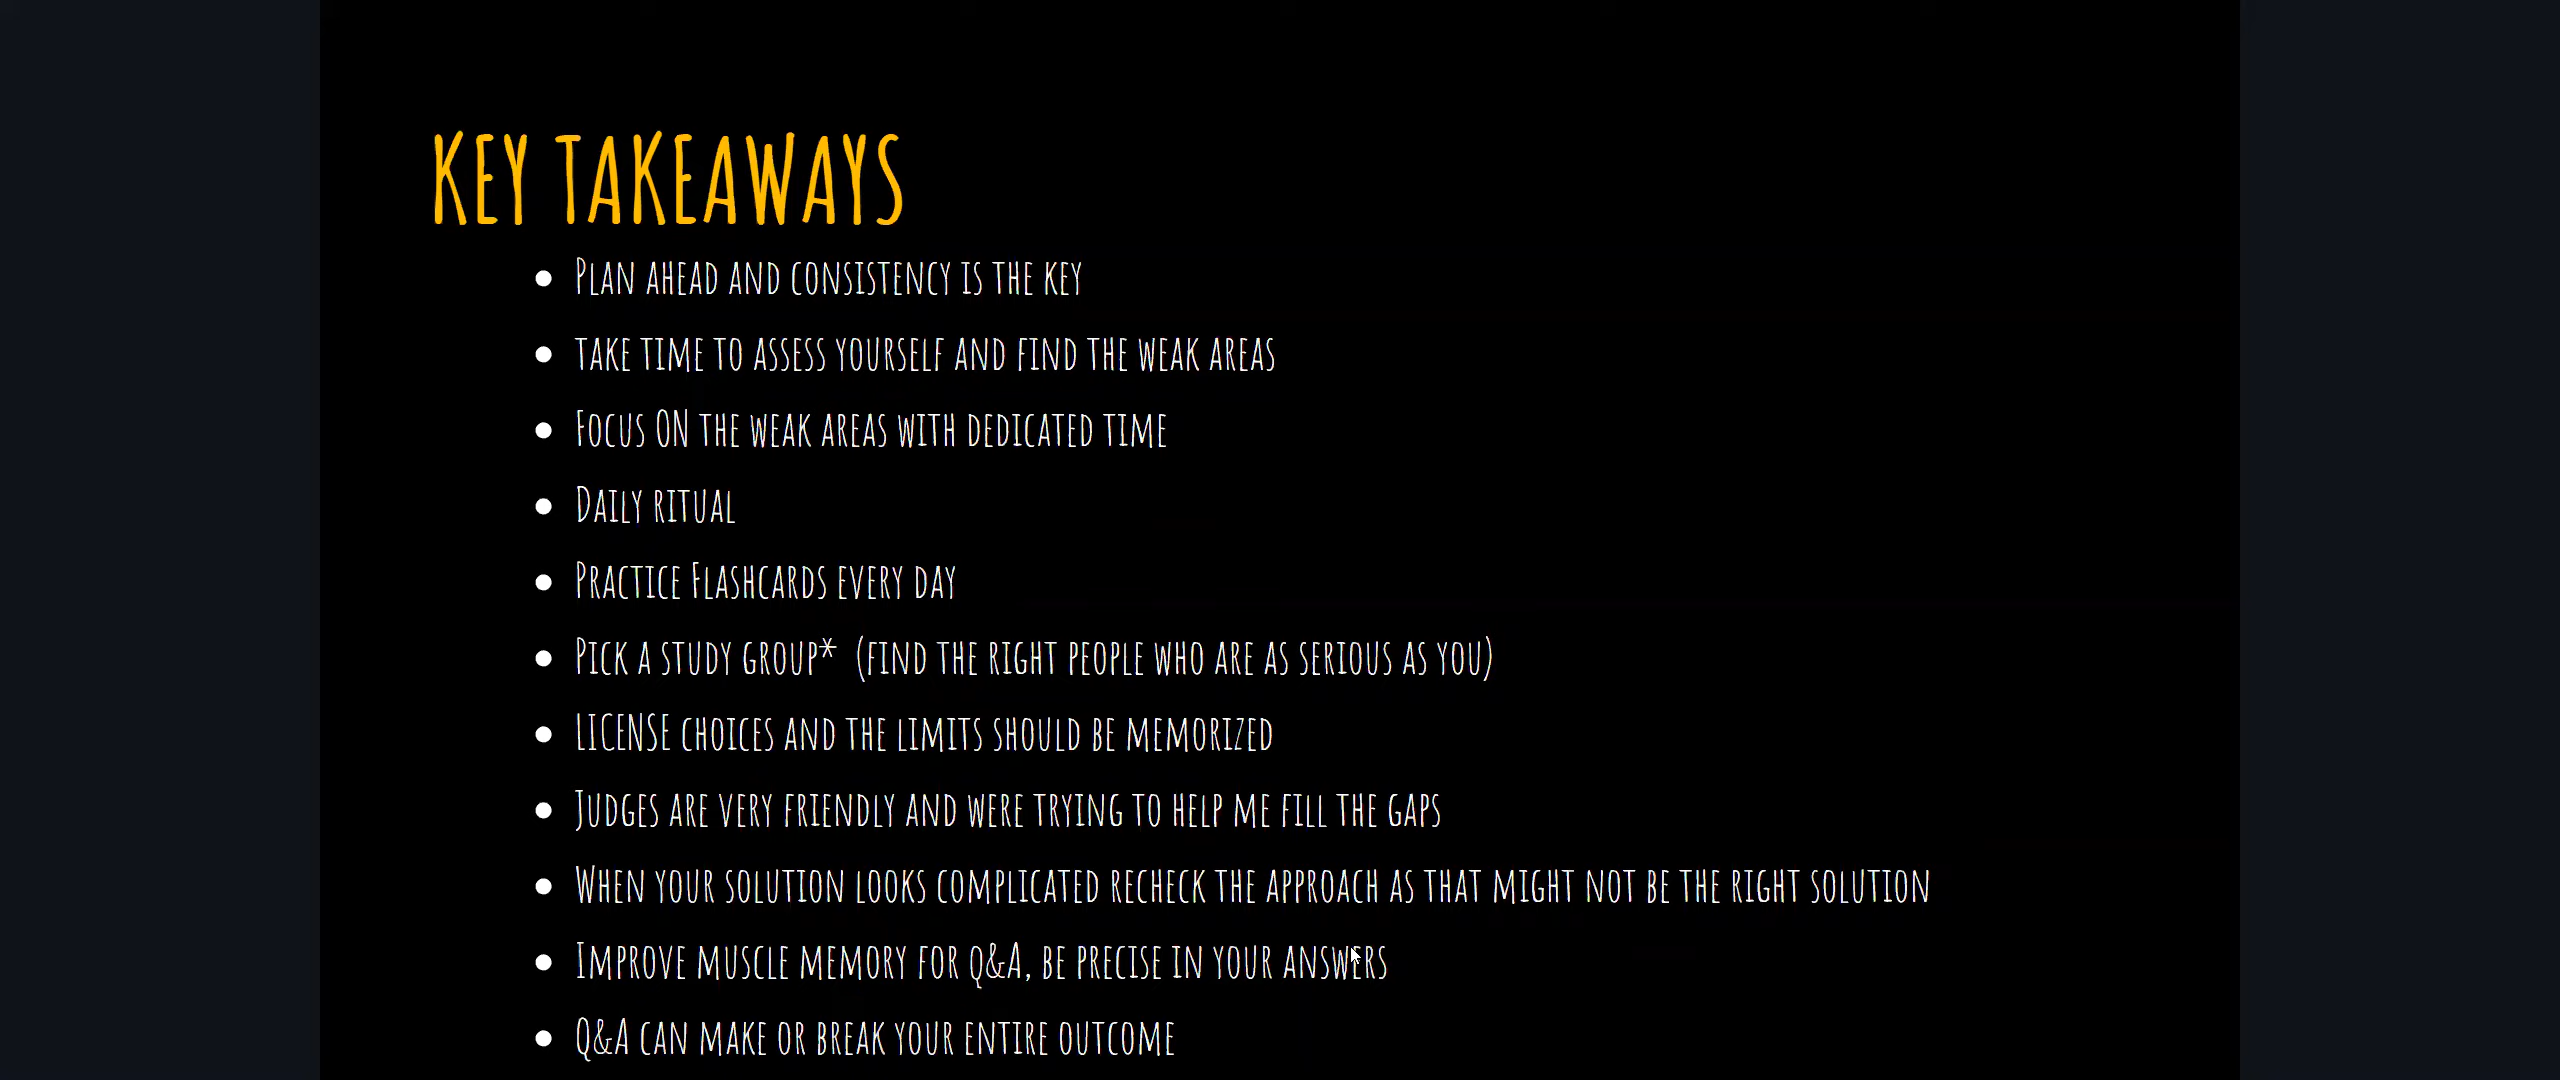 KEY TAKEAWAYS
• Plan ahead and consistency is the key
• take time to assess yourself and find the weak areas
• Focus ON the weak areas with dedicated time
• Daily ritual
• Practice Flashcards every day
• Pick a study group* (find the right people who are as serious as you)
• LICENSE choices and the limits should be memorized
• Judges are very friendly and were trying to help me fill the gaps
• When your solution looks complicated recheck the approach as that might not be the right solution
• Improve muscle memory for Q&A, be precise in your answers
• Q&A can make or break your entire outcome